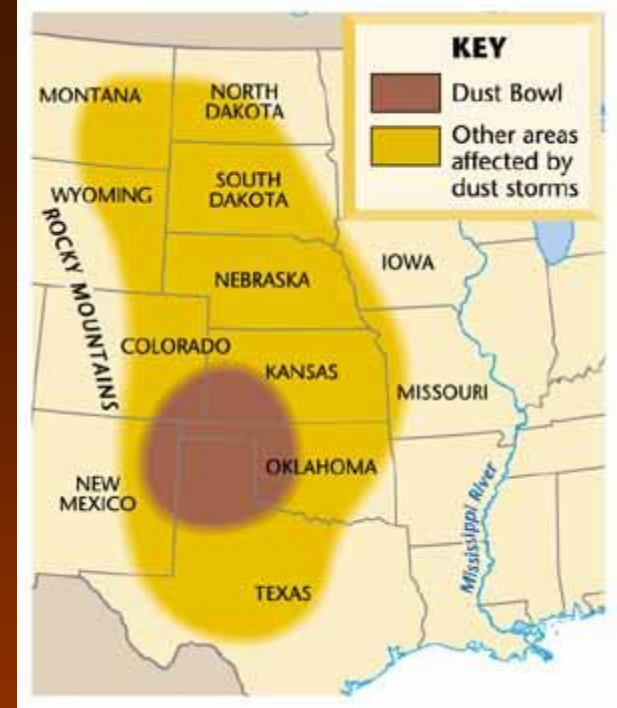 KEY
Dust Bowl
Other areas
affected by
dust storms
MONTANA
NORTH
DAKOTA
WYOMING
SOUTH
DAKOTA
ROCKY MOUNTAINS
NEBRASKA
IOWA
COLORADO
KANSAS
MISSOURI
NEW
MEXICO
OKLAHOMA
Mississippi River
TEXAS